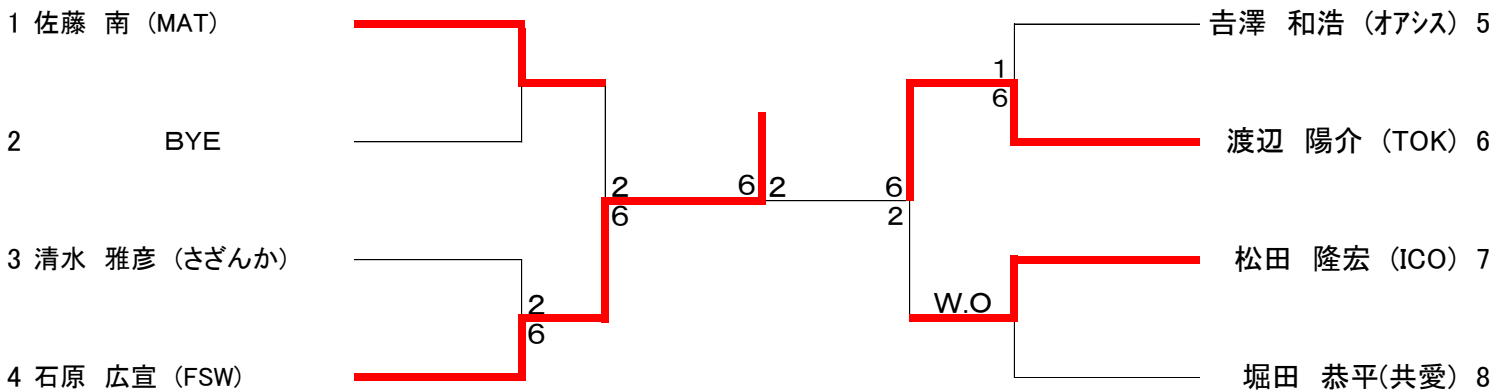 1 佐藤 南 (MAT)
吉澤 和浩 (オアシス) 5
1
6
2 BYE
渡辺 陽介 (TOK) 6
2
6
6 2
6
2
3 清水 雅彦 (さざんか)
松田 隆宏 (ICO) 7
2
6
W.O
4 石原 広宣 (FSW)
堀田 恭平(共愛) 8